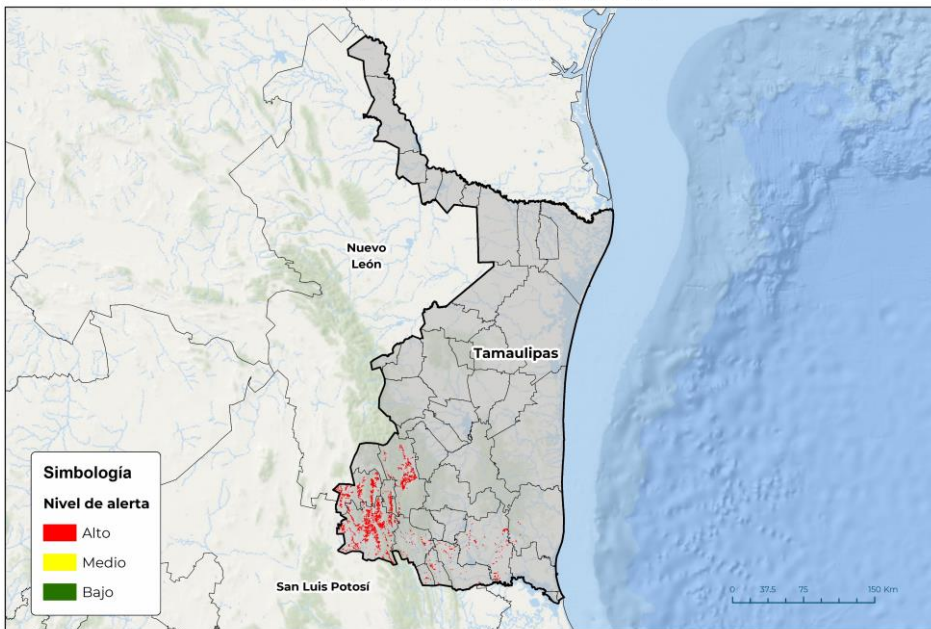 Nuevo
León
Tamaulipas
San Luis Potosí
Simbología
Nivel de alerta
Alto
Medio
Bajo
0 37.5 75 150 Km